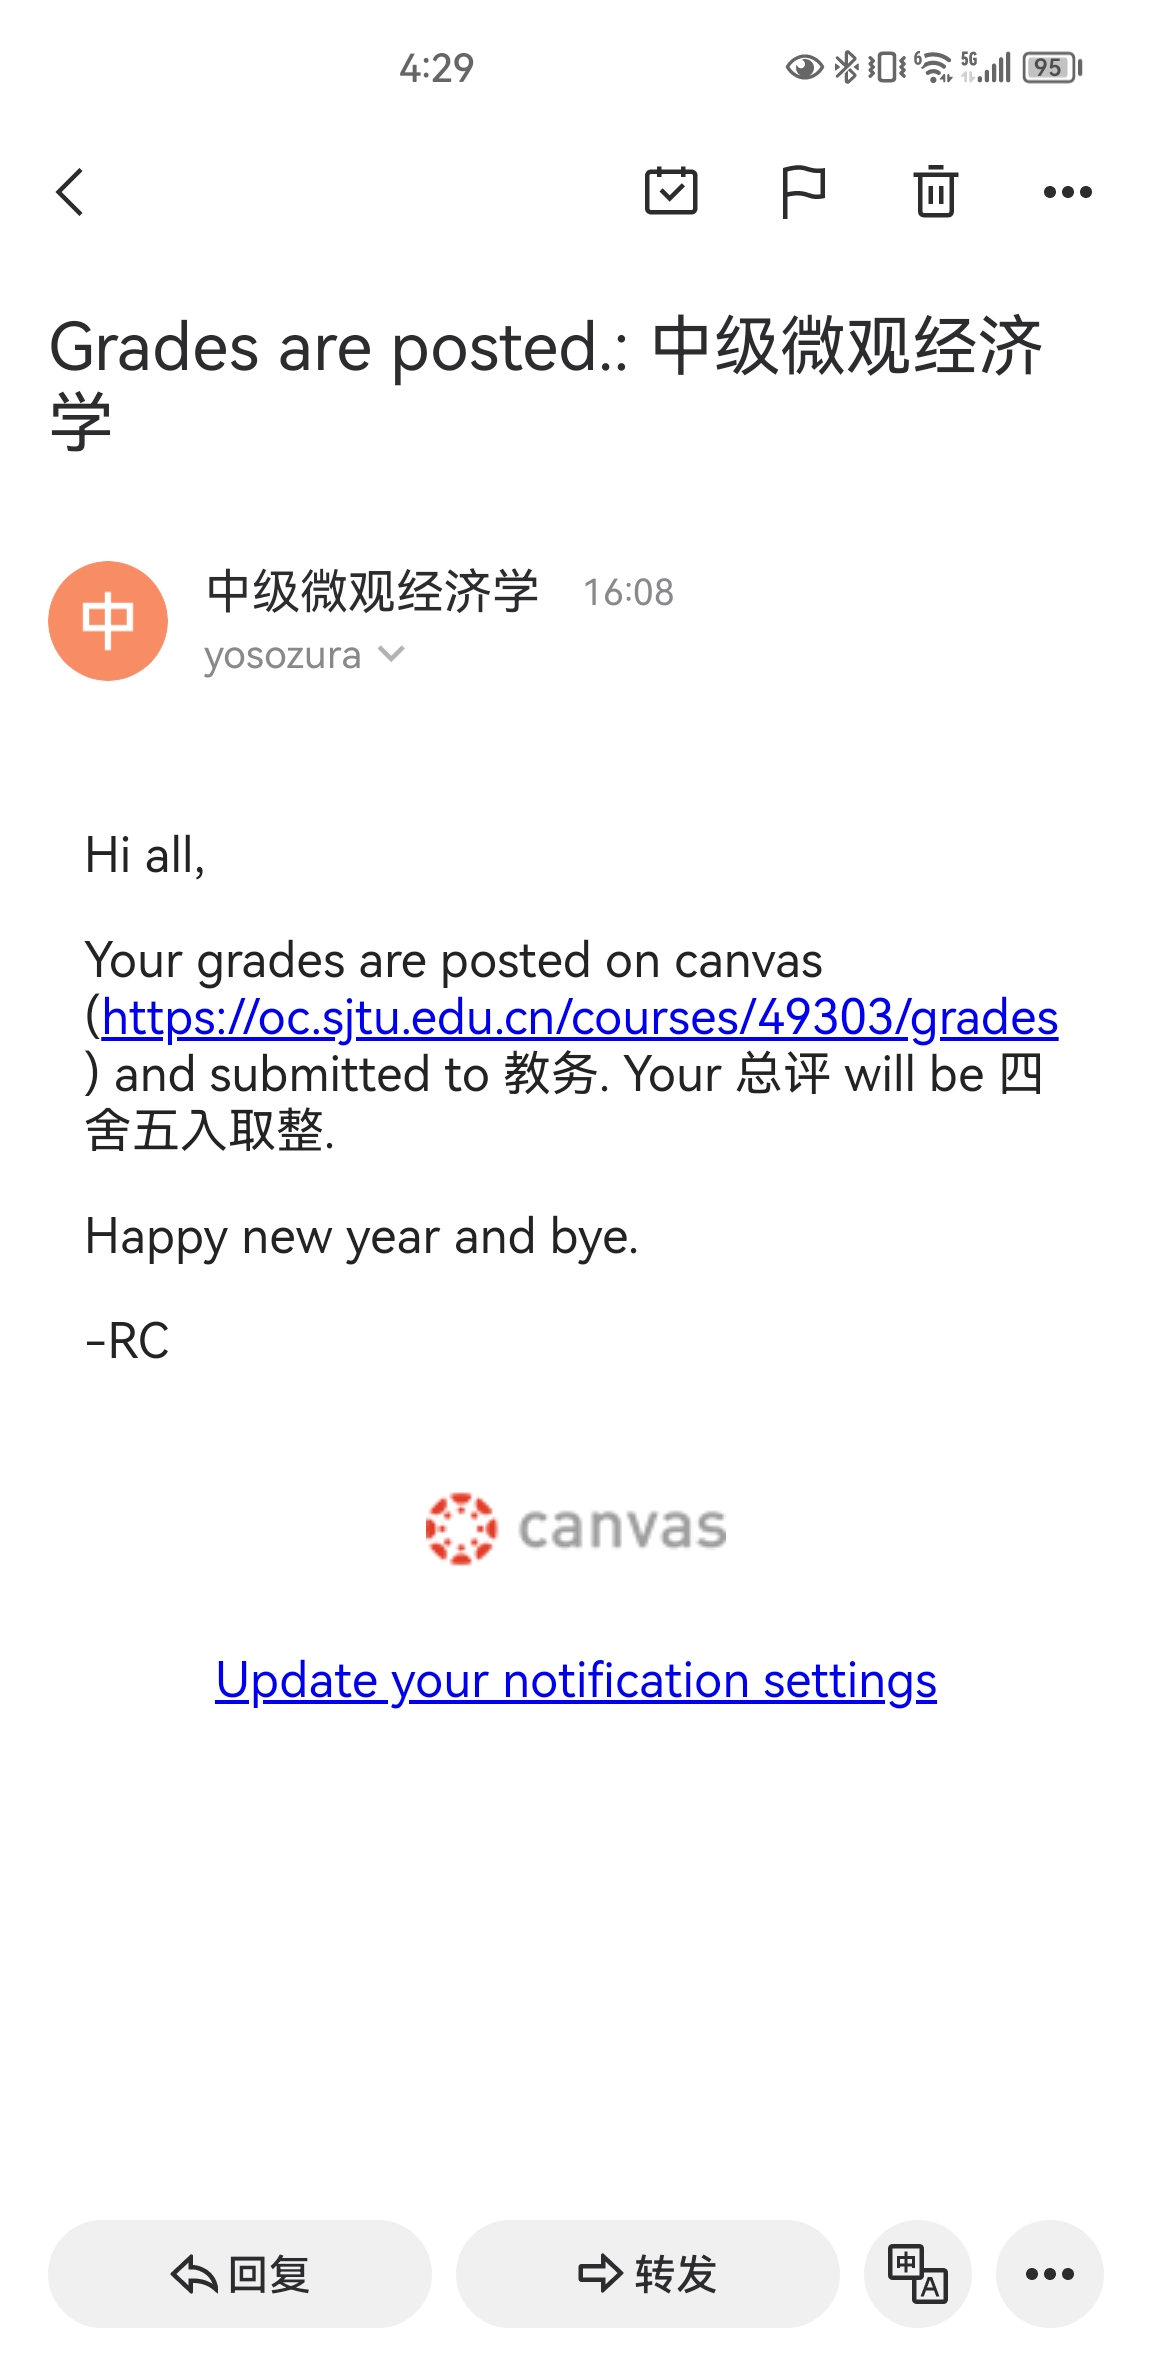 4:29
6 5G 95
Grades are posted.: 中级微观经济
学
中
中级微观经济学 16:08
yosozura
Hi all,
Your grades are posted on canvas
(https://oc.sjtu.edu.cn/courses/49303/grades
) and submitted to 教务. Your 总评 will be 四
舍五入取整.
Happy new year and bye.
-RC
canvas
Update your notification settings
回复 转发 中 A